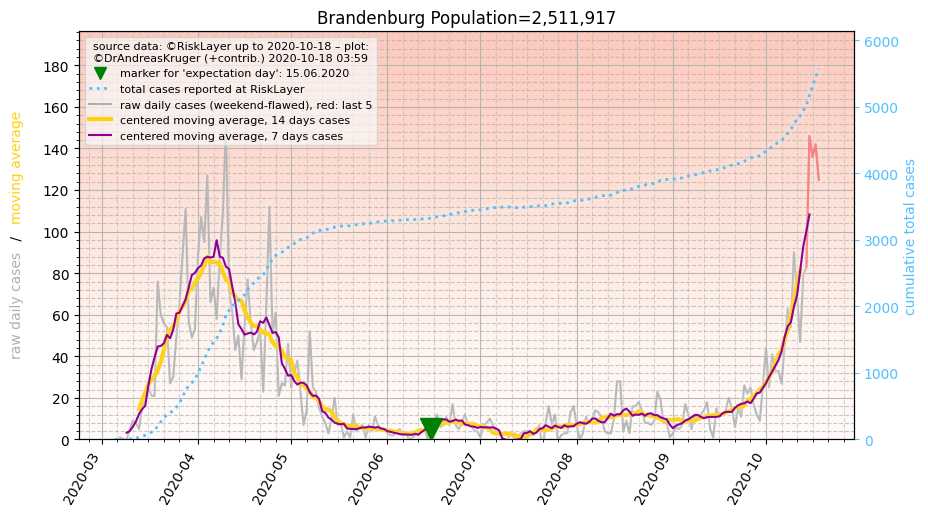 Brandenburg Population=2,511,917
source data: ©RiskLayer up to 2020-10-18 – plot:
©DrAndreasKruger (+contrib.) 2020-10-18 03:59
marker for 'expectation day': 15.06.2020
total cases reported at RiskLayer
raw daily cases (weekend-flawed), red: last 5
centered moving average, 14 days cases
centered moving average, 7 days cases
raw daily cases / moving average
180
160
140
120
100
80
60
40
20
0
6000
5000
4000
3000
2000
1000
0
cumulative total cases
2020-03
2020-04
2020-05
2020-06
2020-07
2020-08
2020-09
2020-10